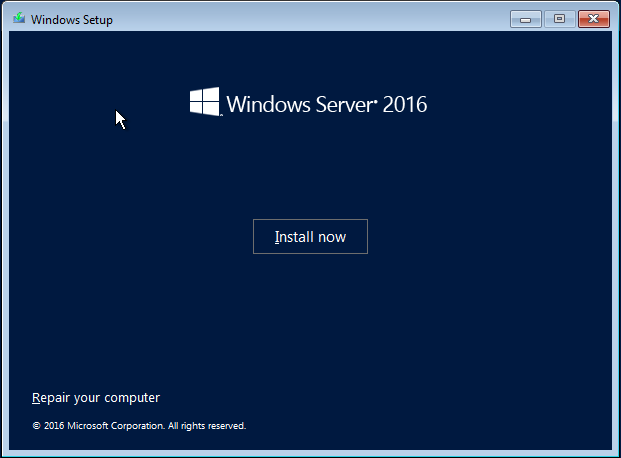 Windows Setup
Windows Server® 2016
Install now
Repair your computer
© 2016 Microsoft Corporation. All rights reserved.